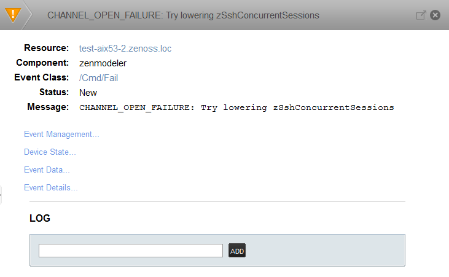 CHANNEL_OPEN_FAILURE: Try lowering zSshConcurrentSessions
Resource: test-aix53-2.zenoss.loc
Component: zenmodeler
Event Class: /Cmd/Fail
Status: New
Message: CHANNEL_OPEN_FAILURE: Try lowering zSshConcurrentSessions
Event Management...
Device State...
Event Data...
Event Details...
LOG
ADD